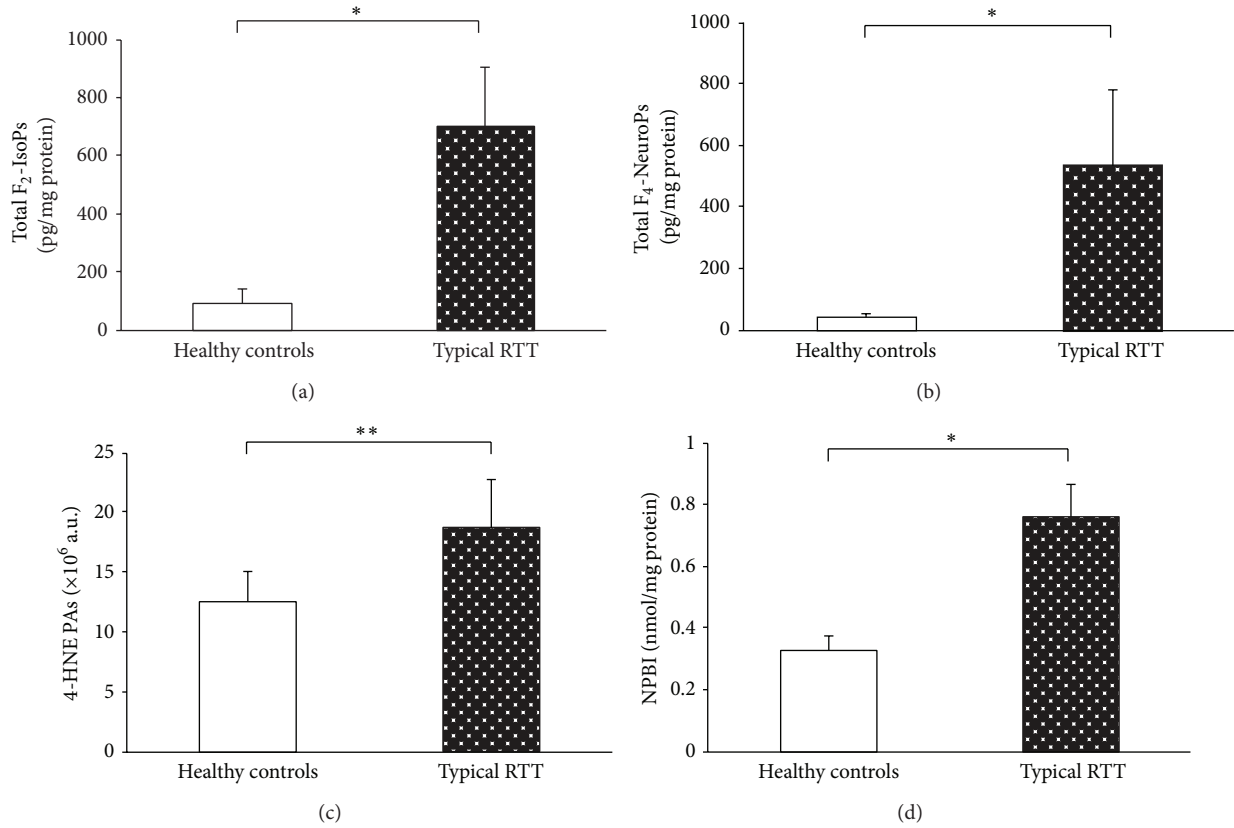 *
1000
800
600
400
200
0
Total F₂-IsoPs
(pg/mg protein)
Healthy controls
Typical RTT
(a)
*
1000
800
600
400
200
0
Total F₄-NeuroPs
(pg/mg protein)
Healthy controls
Typical RTT
(b)
**
25
20
15
10
5
0
4-HNE PAs (×10⁶ a.u.)
Healthy controls
Typical RTT
(c)
*
1
0.8
0.6
0.4
0.2
0
NPBI (nmol/mg protein)
Healthy controls
Typical RTT
(d)